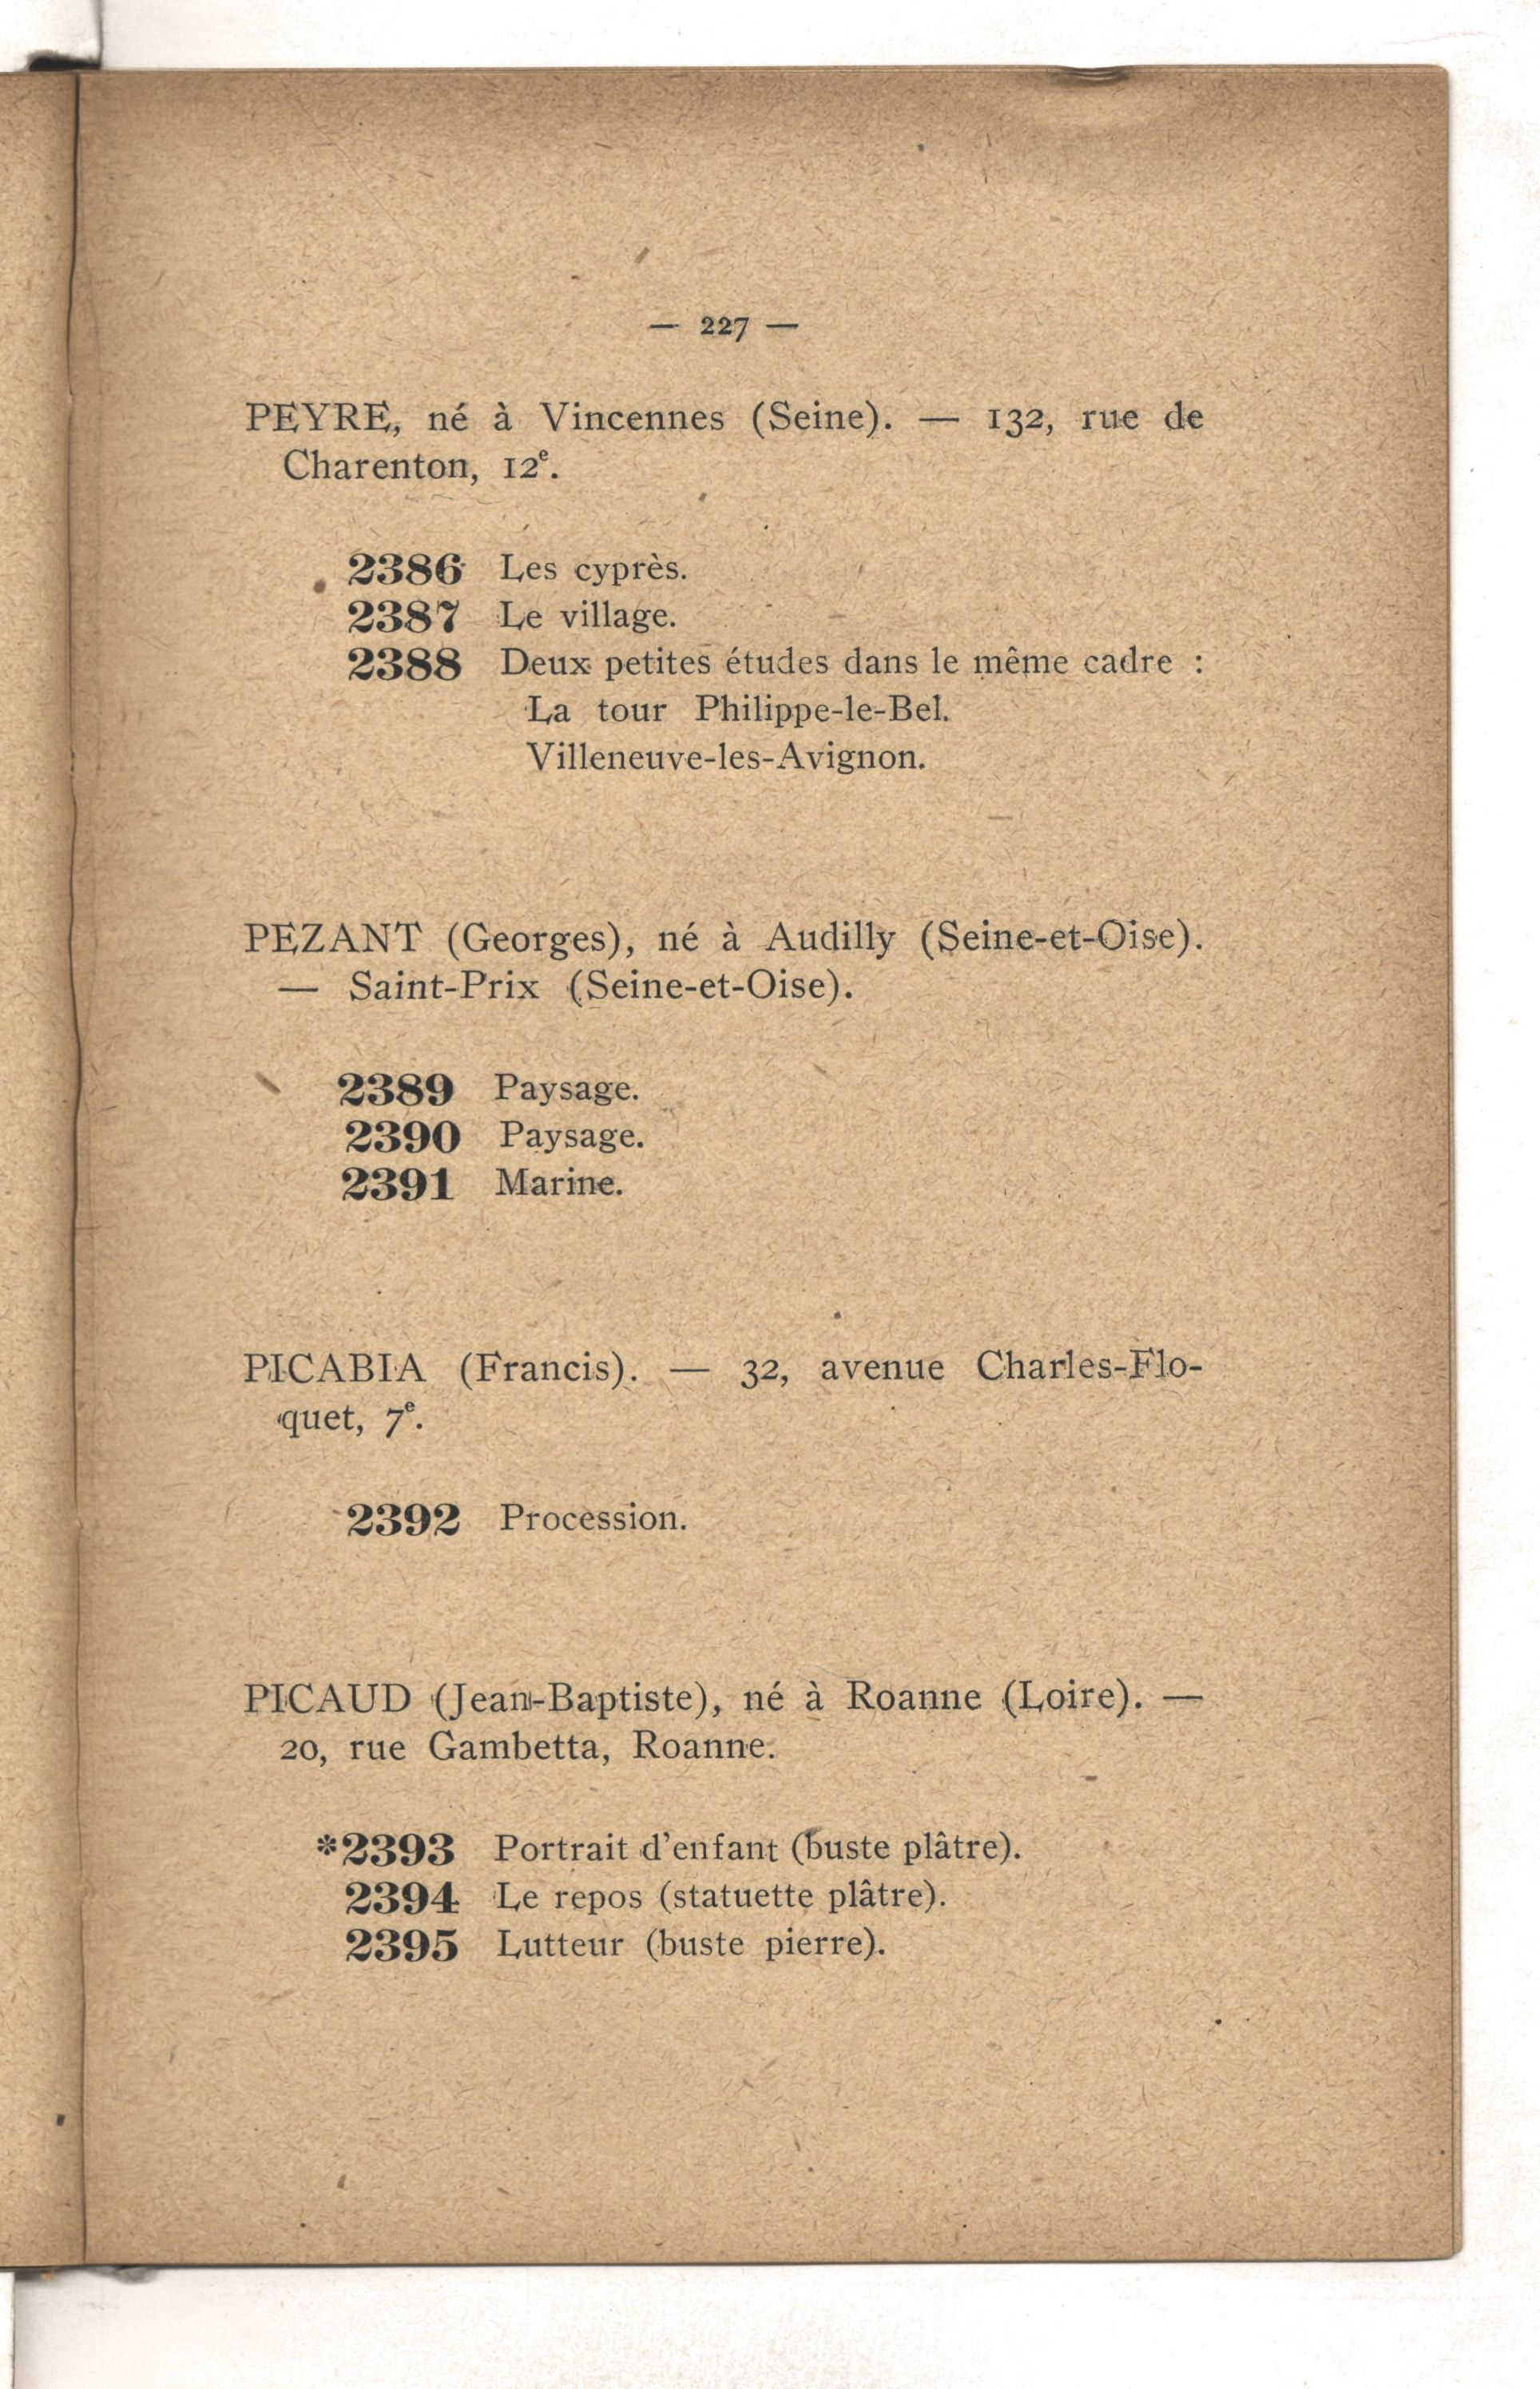 — 227 —
PEYRE, né à Vincennes (Seine). — 132, rue de
Charenton, 12e.
2386 Les cyprès.
2387 Le village.
2388 Deux petites études dans le même cadre :
La tour Philippe-le-Bel.
Villeneuve-les-Avignon.
PEZANT (Georges), né à Audilly (Seine-et-Oise).
— Saint-Prix (Seine-et-Oise).
2389 Paysage.
2390 Paysage.
2391 Marine.
PICABIA (Francis). — 32, avenue Charles-Flo-
quet, 7e.
2392 Procession.
PICAUD (Jean-Baptiste), né à Roanne (Loire). —
20, rue Gambetta, Roanne.
*2393 Portrait d'enfant (buste plâtre).
2394 Le repos (statuette plâtre).
2395 Lutteur (buste pierre).